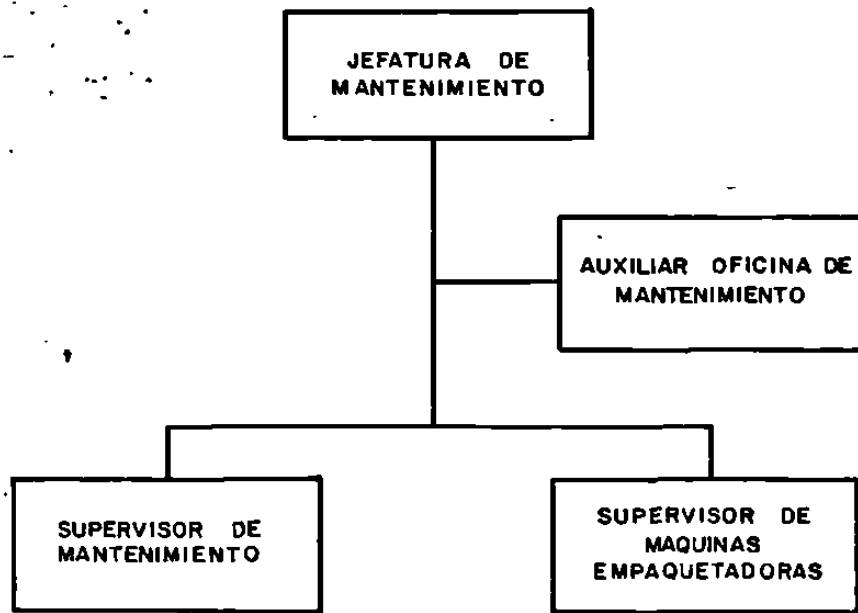 JEFATURA DE
MANTENIMIENTO
AUXILIAR OFICINA DE
MANTENIMIENTO
SUPERVISOR DE
MANTENIMIENTO
SUPERVISOR DE
MAQUINAS
EMPAQUETADORAS